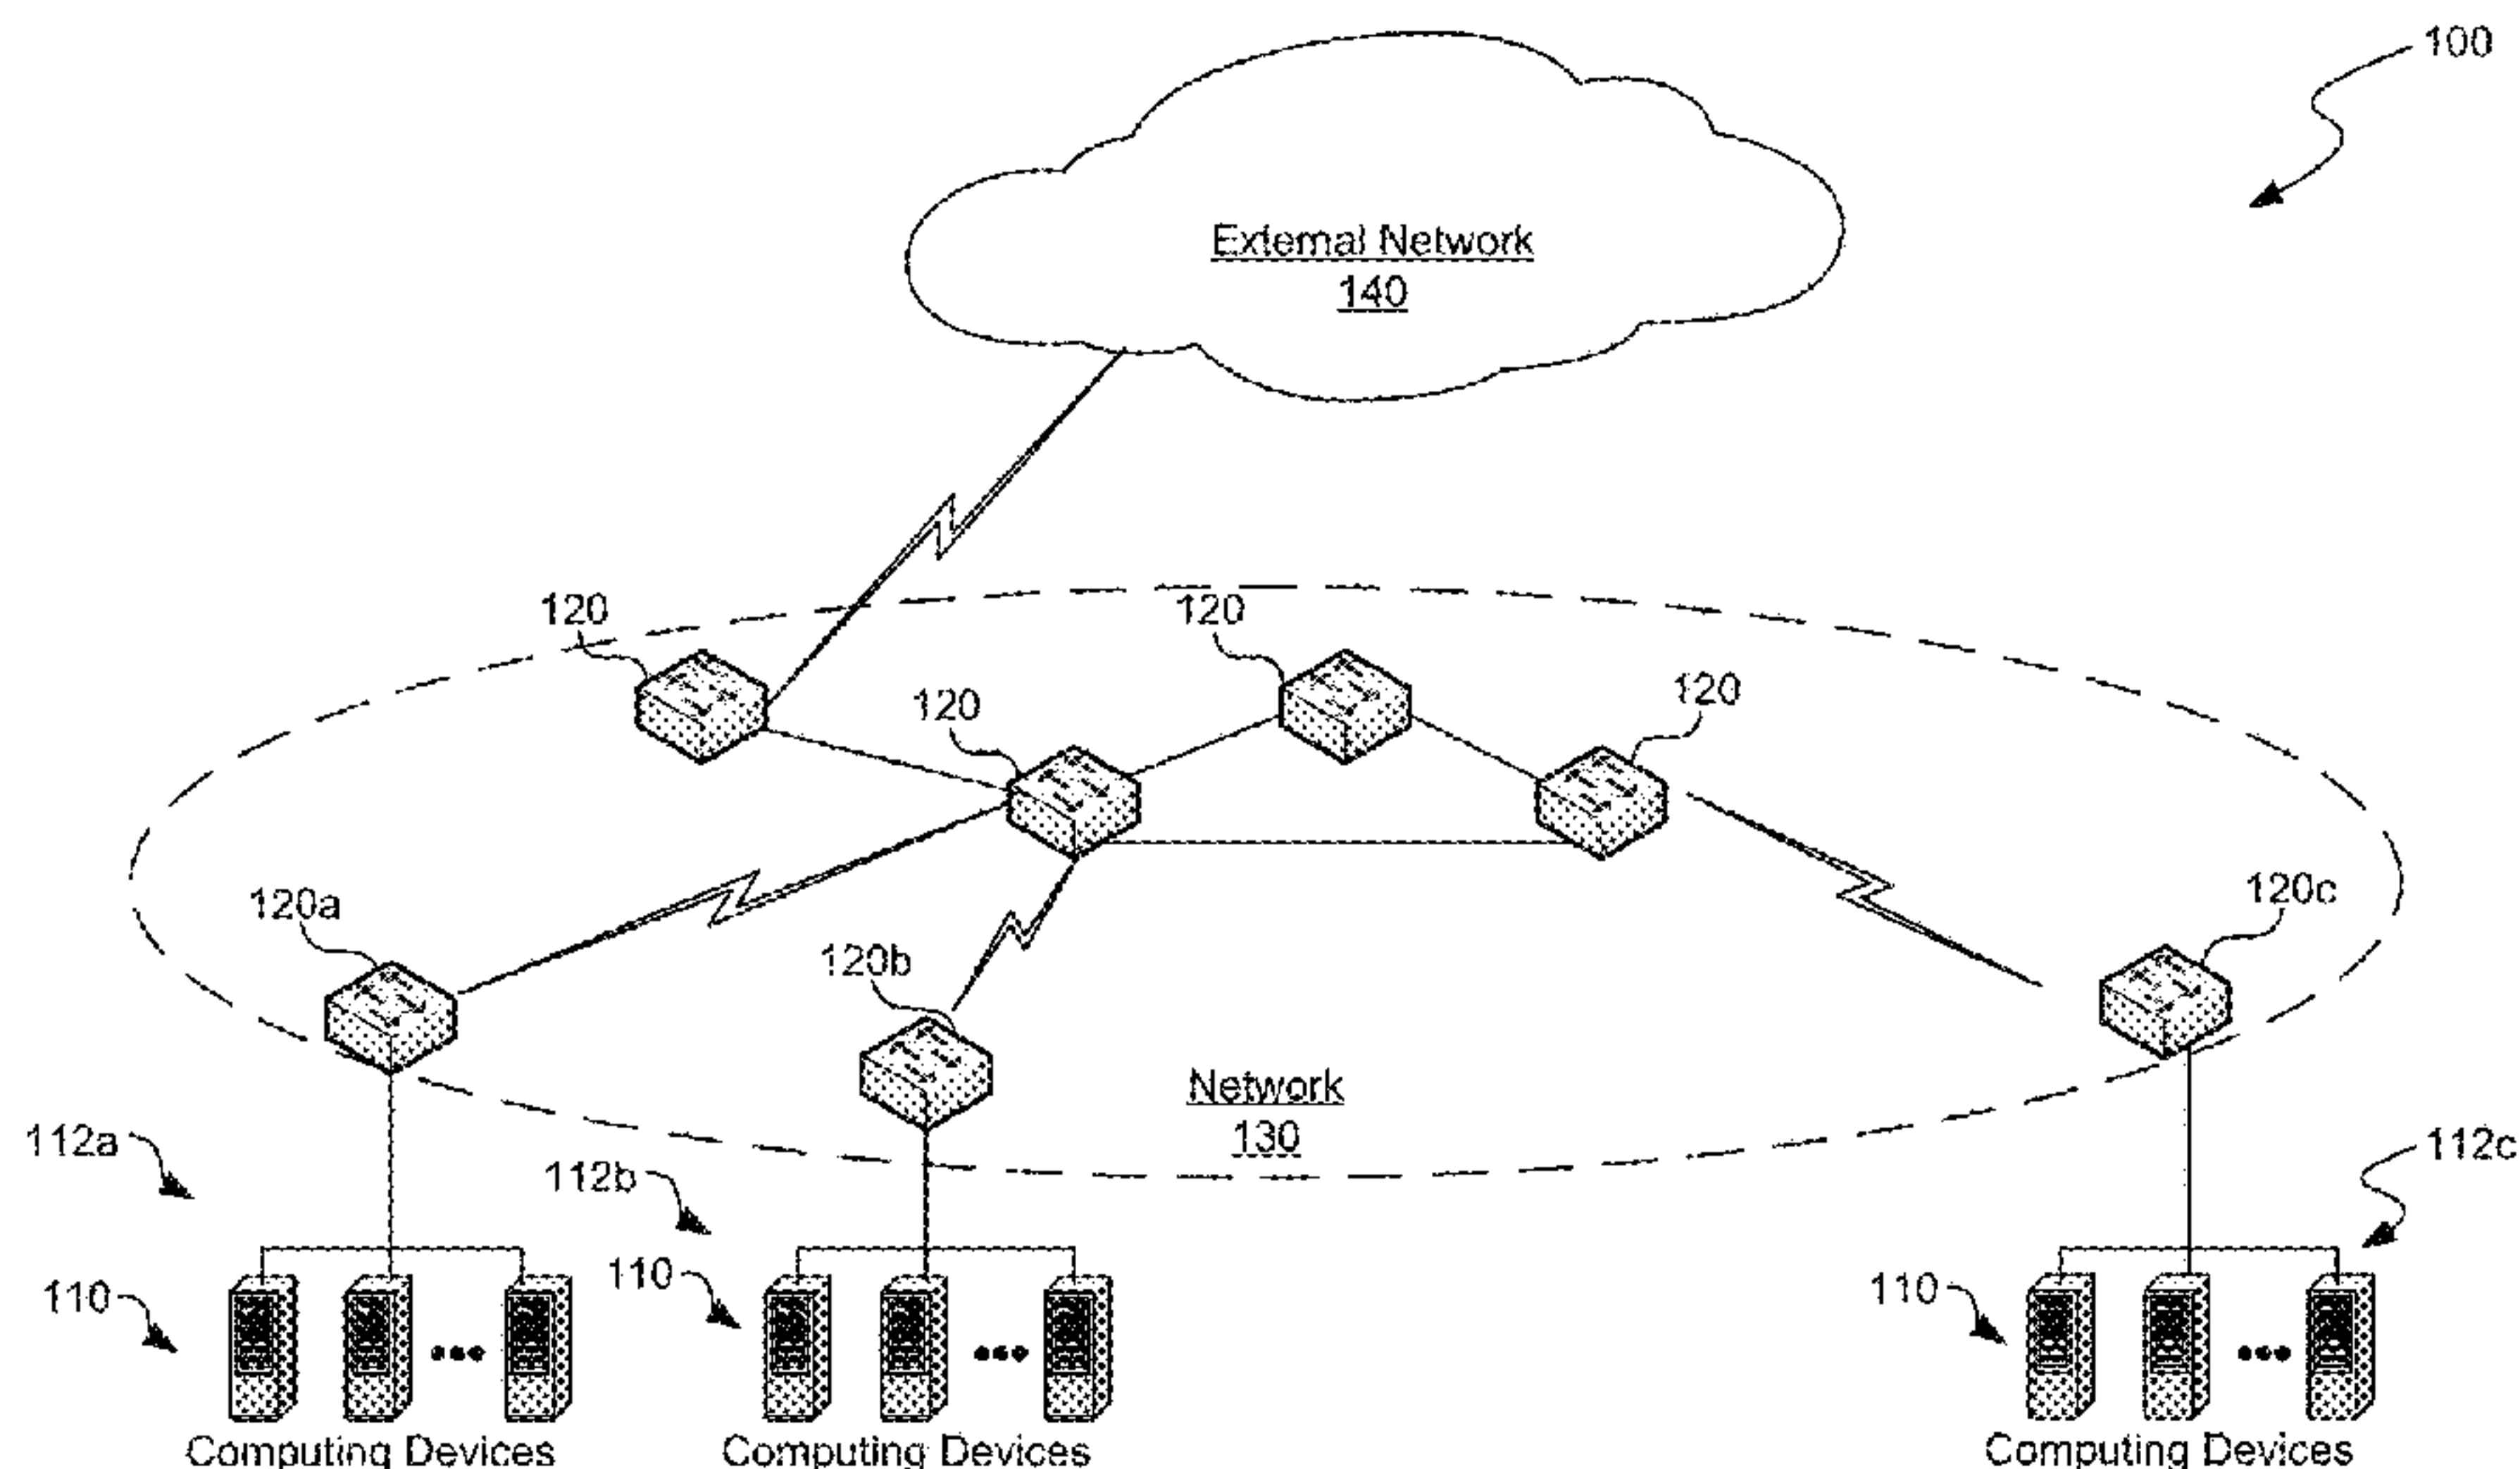 100
External Network
140
120
120
120
120
120a
120c
120b
Network
130
112a
112b
112c
110
110
110
Computing Devices
Computing Devices
Computing Devices